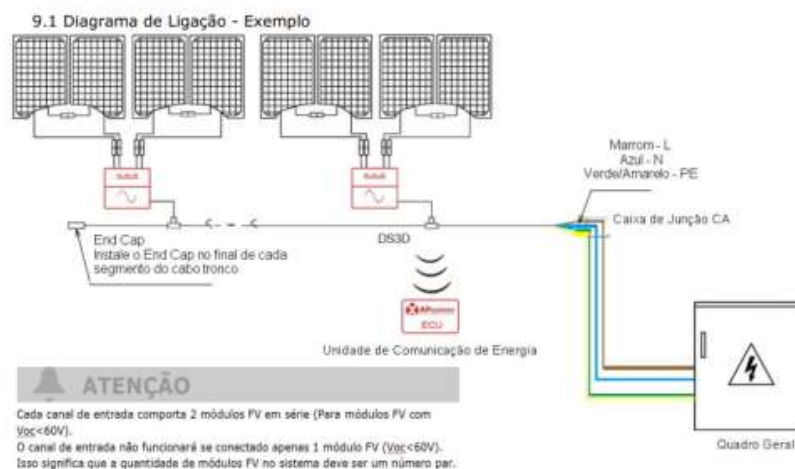 9.1 Diagrama de Ligação - Exemplo
Marrom - L
Azul - N
Verde/Amarelo - PE
Caixa de Junção CA
End Cap
Instale o End Cap no final de cada
segmento do cabo tronco
DS3D
APsystems
ECU
Unidade de Comunicação de Energia
ATENÇÃO
Cada canal de entrada comporta 2 módulos FV em série (Para módulos FV com
Voc<60V).
O canal de entrada não funcionará se conectado apenas 1 módulo FV (Voc<60V).
Isso significa que a quantidade de módulos FV no sistema deve ser um número par.
Quadro Geral